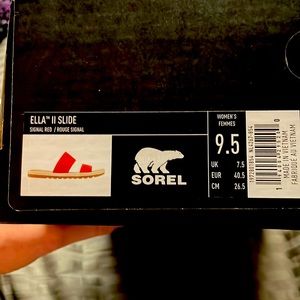 ELLA™ II SLIDE
SIGNAL RED / ROUGE SIGNAL
SOREL
WOMEN'S
FEMMES
9.5
UK 7.5
EUR 40.5
CM 26.5
MADE IN VIETNAM
FABRIQUÉ AU VIETNAM